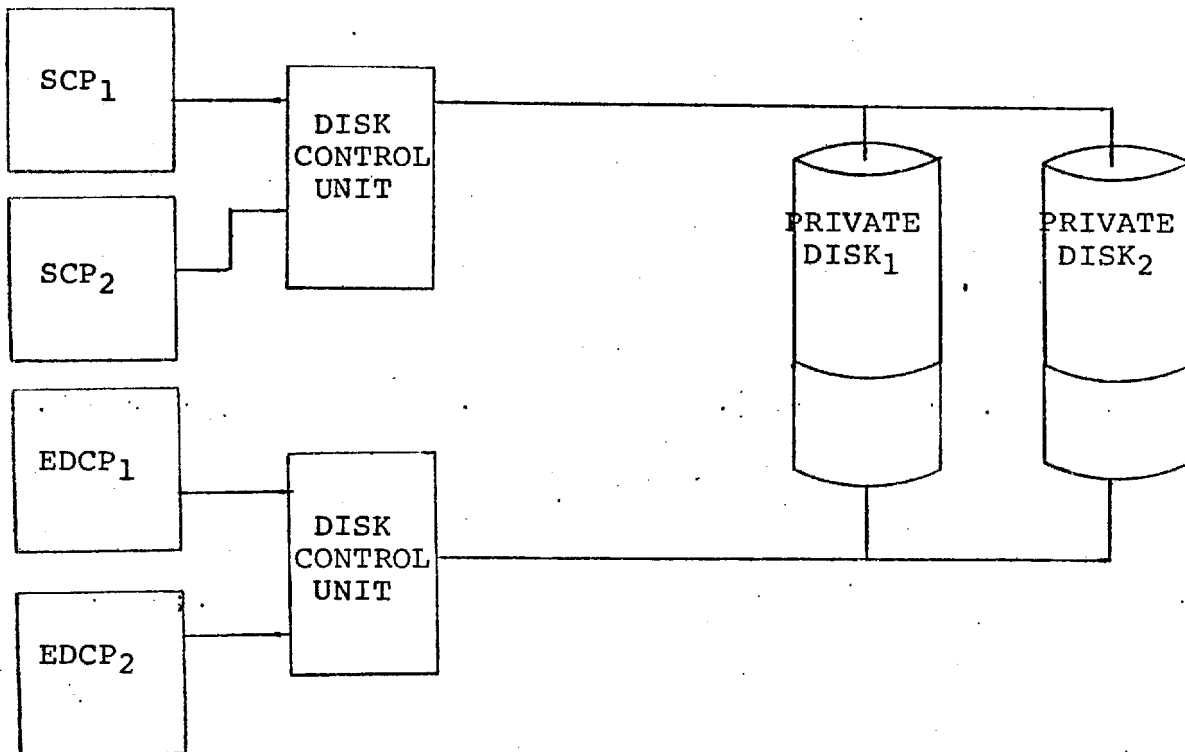 SCP1
DISK
CONTROL
UNIT
SCP2
PRIVATE
DISK1
PRIVATE
DISK2
EDCP1
DISK
CONTROL
UNIT
EDCP2